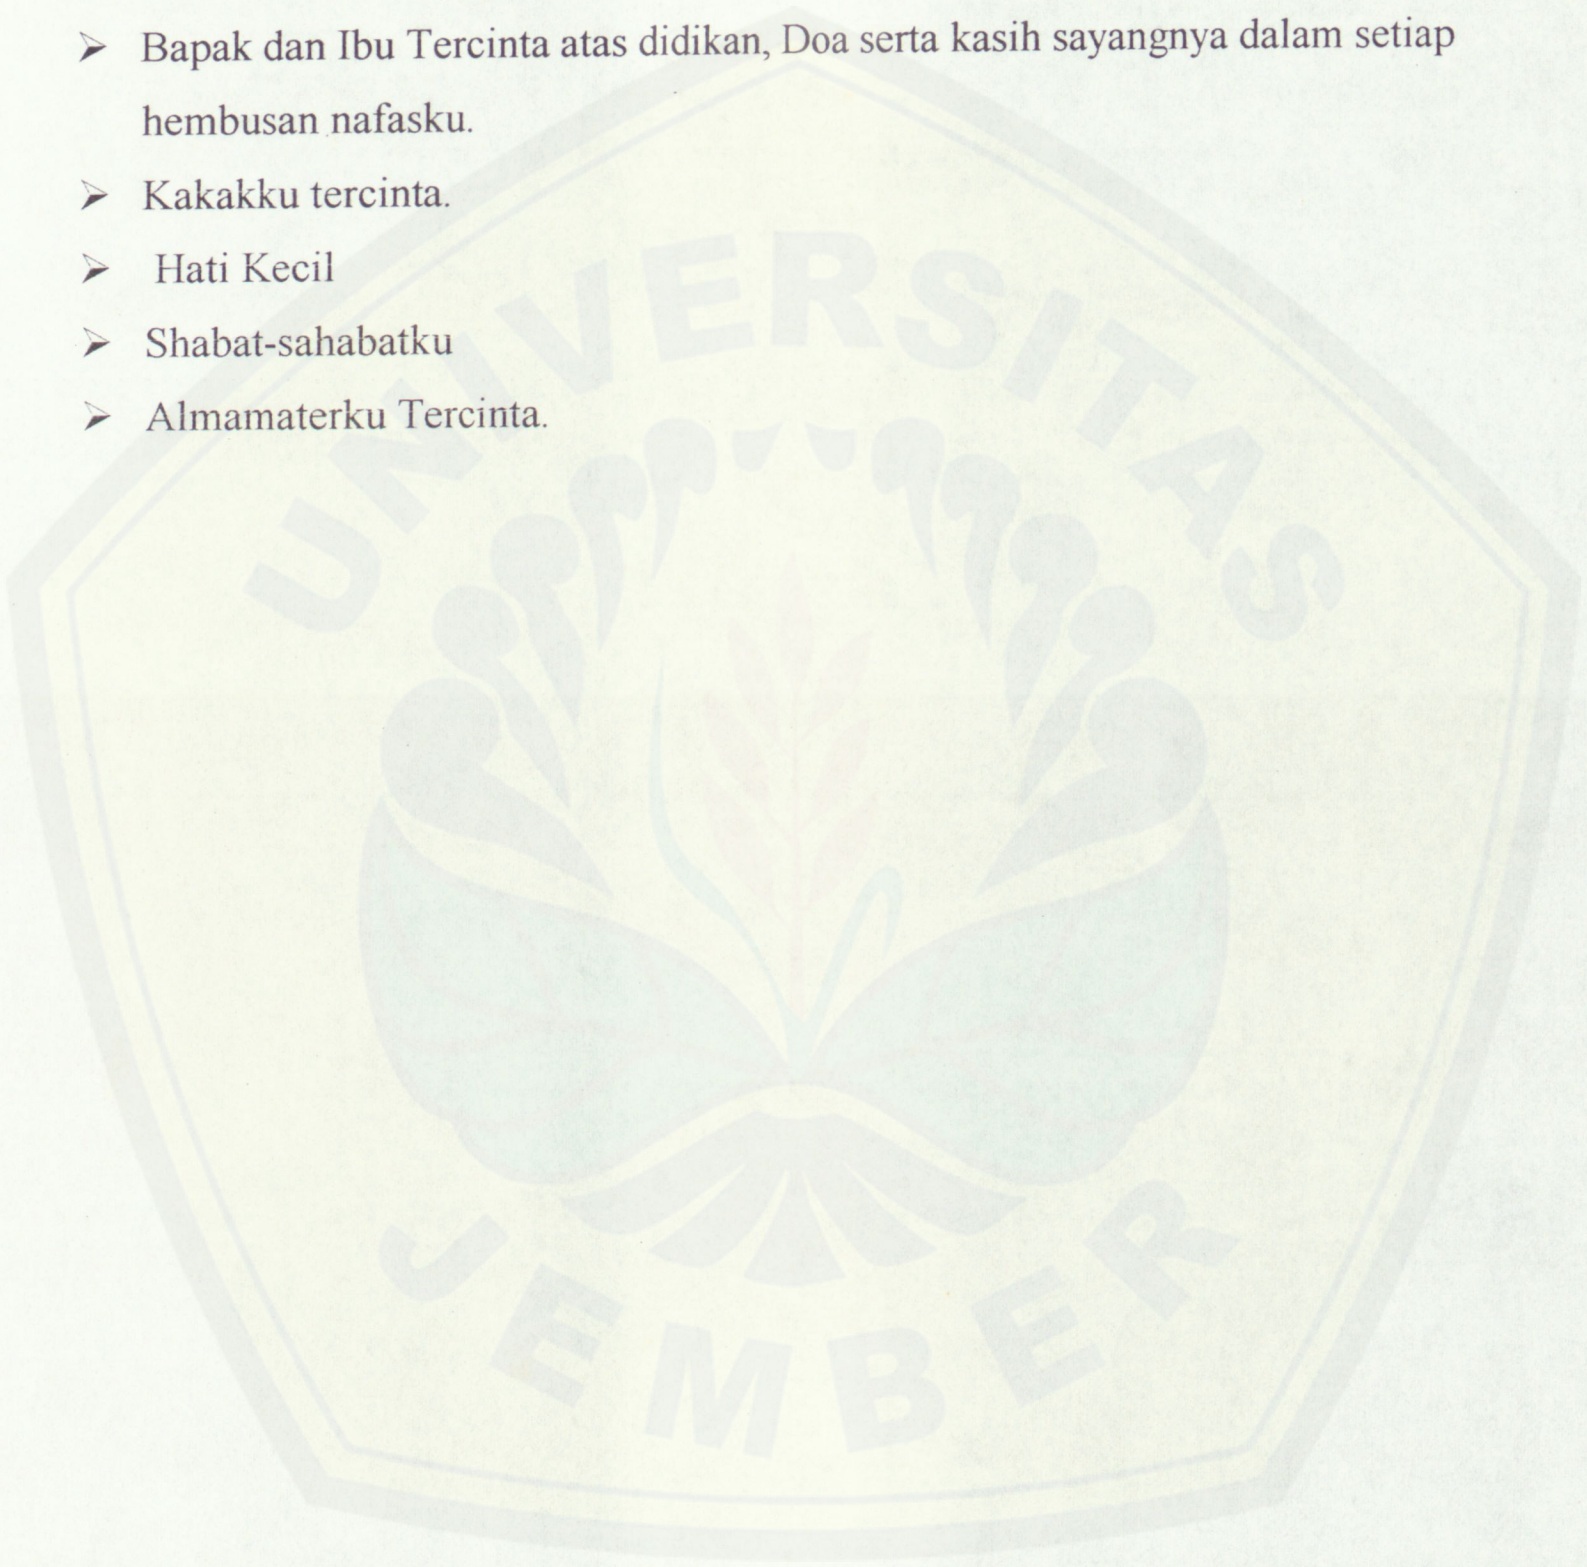 ➢ Bapak dan Ibu Tercinta atas didikan, Doa serta kasih sayangnya dalam setiap
hembusan nafasku.
➢ Kakakku tercinta.
➢ Hati Kecil
➢ Shabat-sahabatku
➢ Almamaterku Tercinta.
UNIVERSITAS
JEMBER